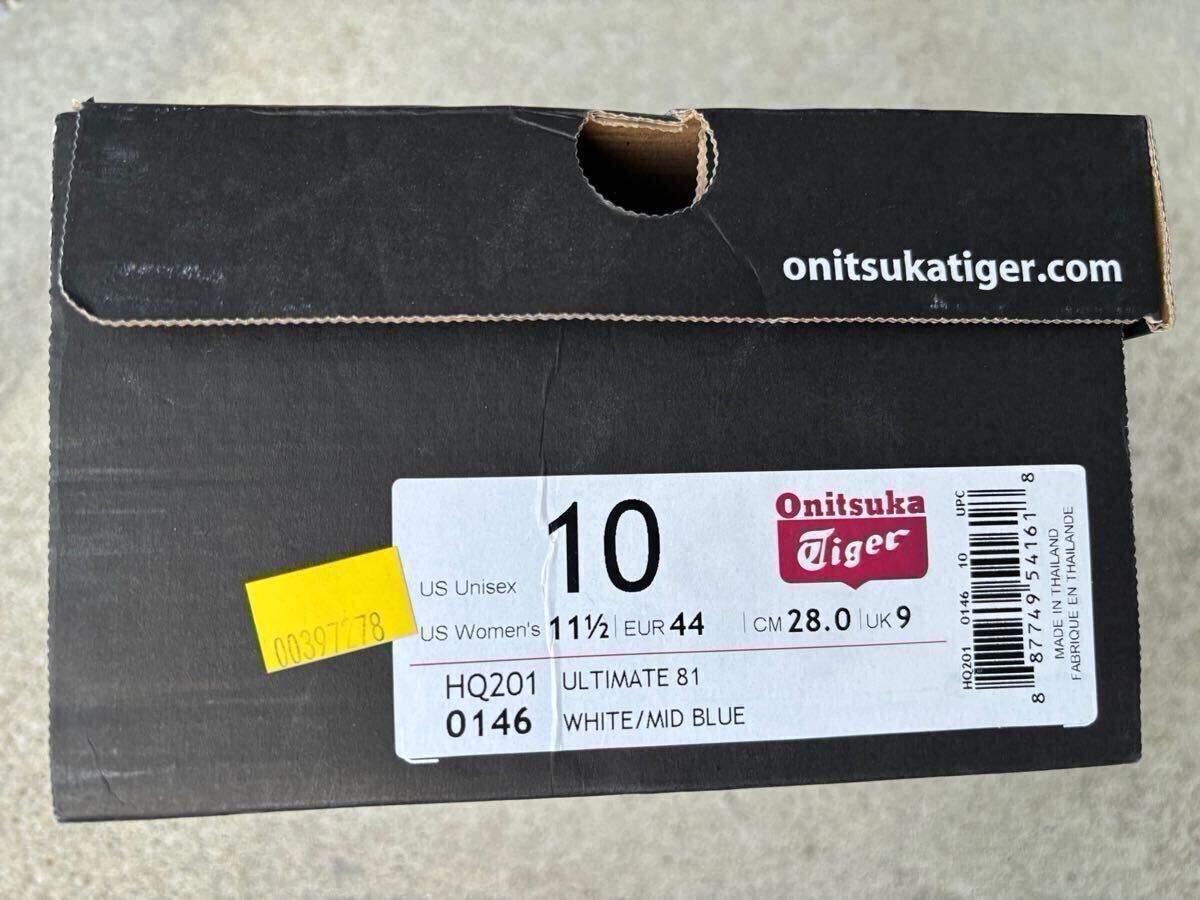 onitsukatiger.com
US Unisex 10
Onitsuka
Tiger
US Women's 11½ EUR 44 CM 28.0 UK 9
HQ201 ULTIMATE 81
0146 WHITE/MID BLUE
HQ201 0146 10 UPC
8 87749 54161 8
MADE IN THAILAND
FABRIQUE EN THAILANDE
00397278